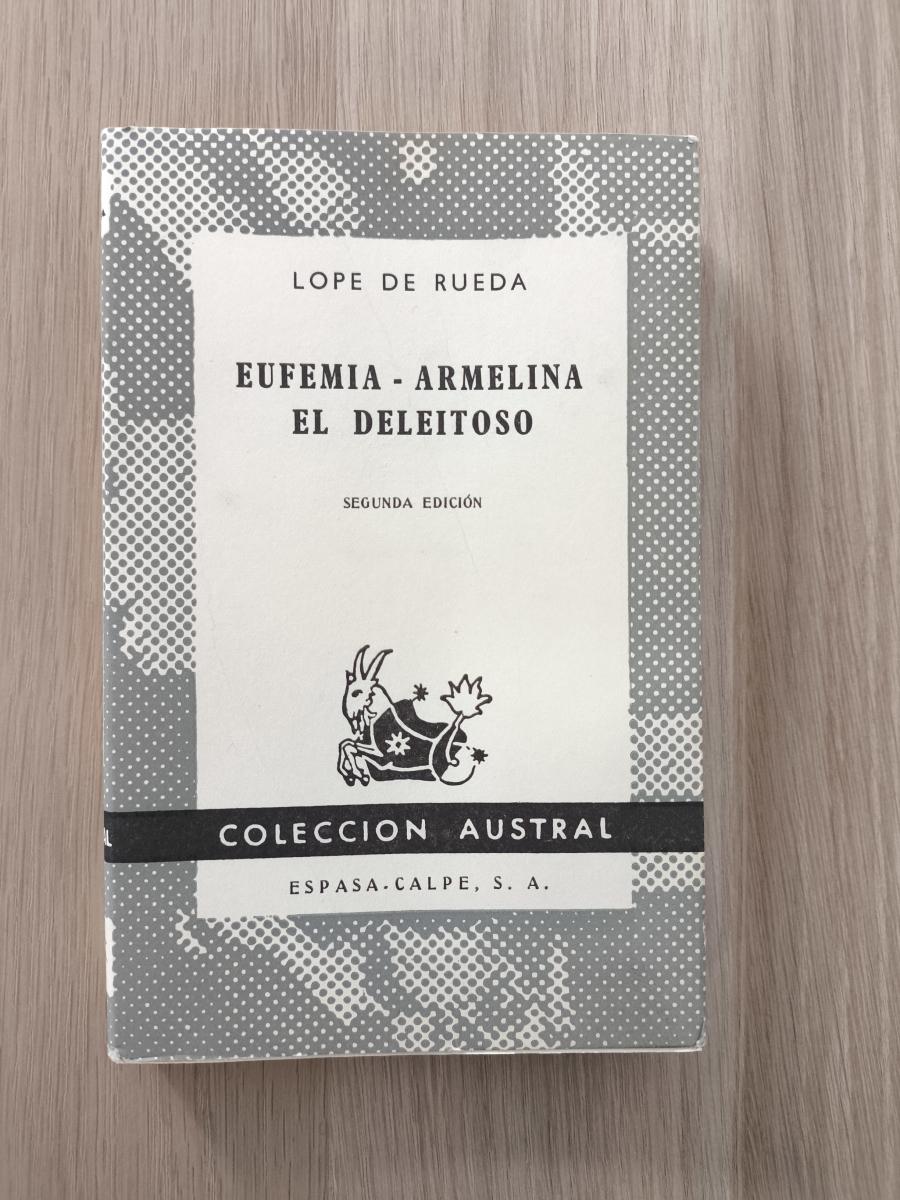 LOPE DE RUEDA
EUFEMIA - ARMELINA
EL DELEITOSO
SEGUNDA EDICIÓN
COLECCION AUSTRAL
ESPASA-CALPE, S. A.